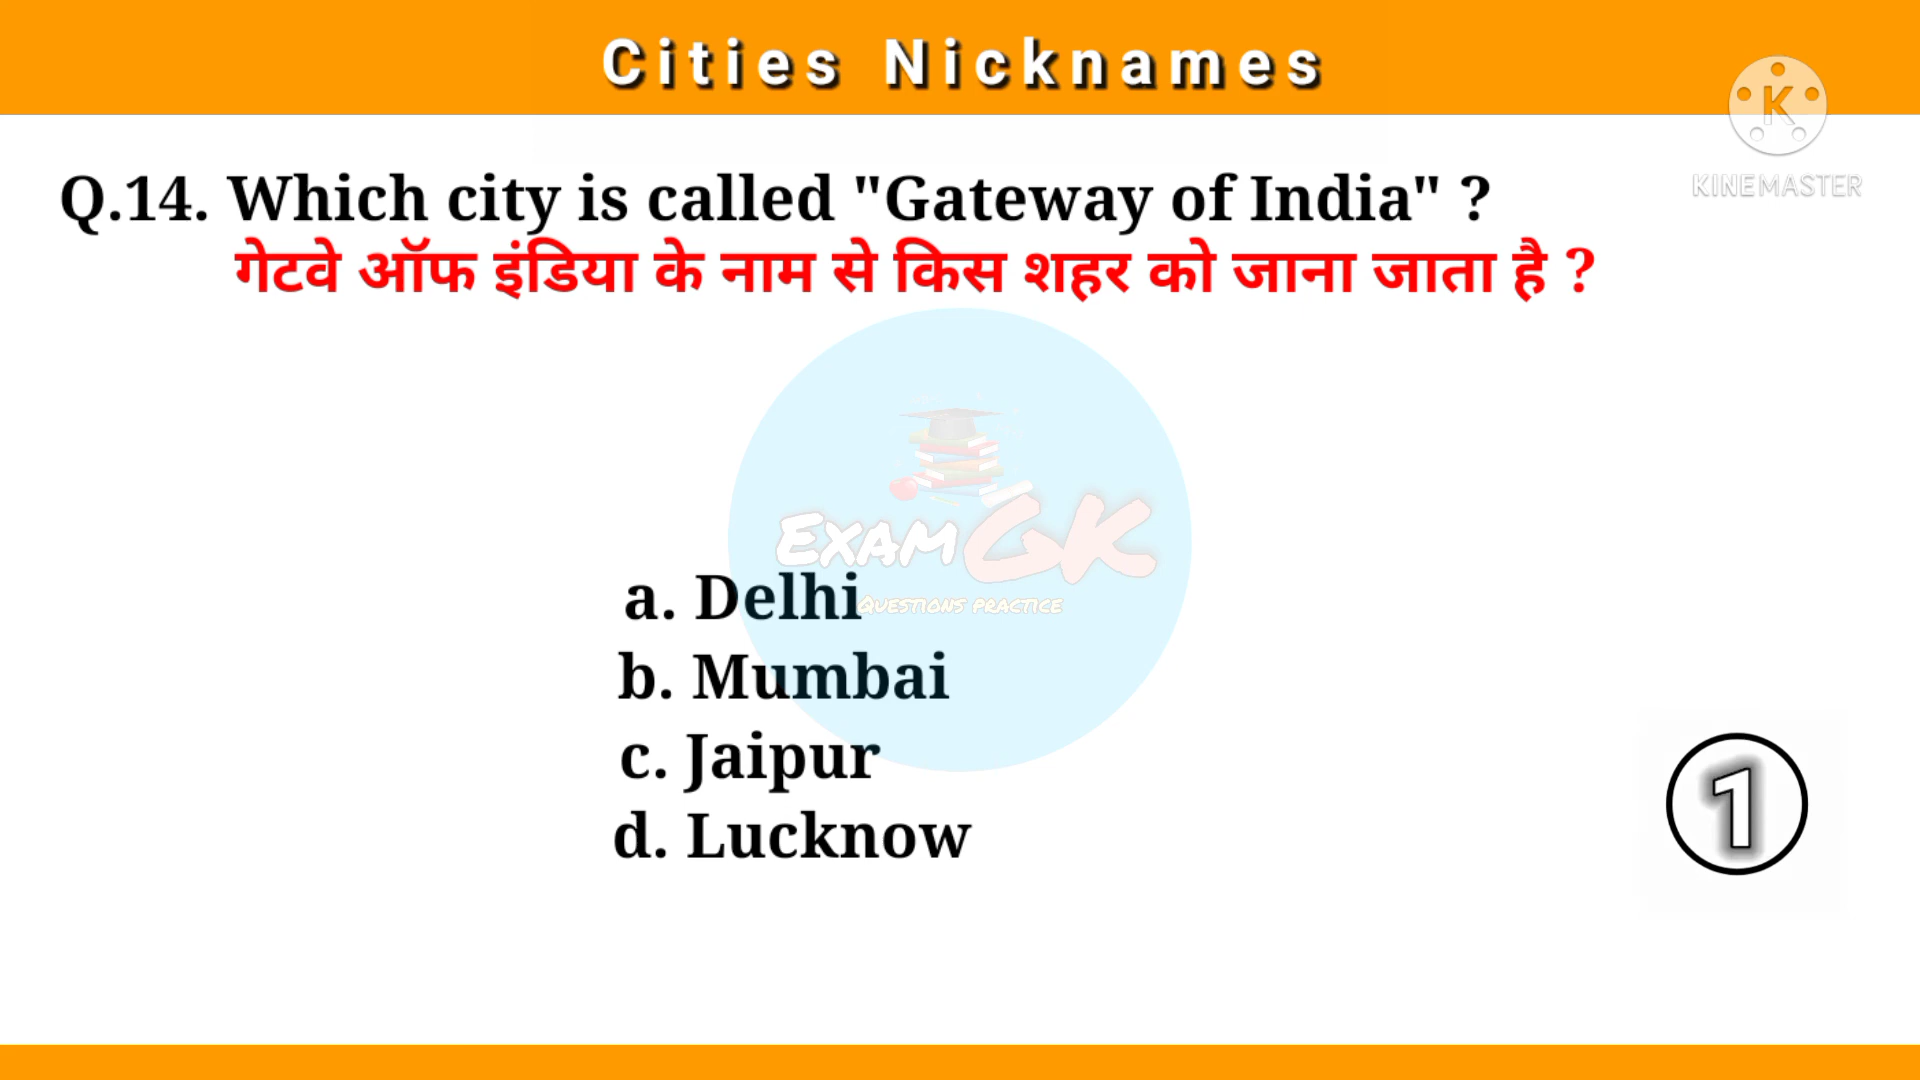 Cities Nicknames
KINEMASTER
Q.14. Which city is called "Gateway of India" ?
गेटवे ऑफ इंडिया के नाम से किस शहर को जाना जाता है ?
EXAM GK
QUESTIONS PRACTICE
a. Delhi
b. Mumbai
c. Jaipur
d. Lucknow
1